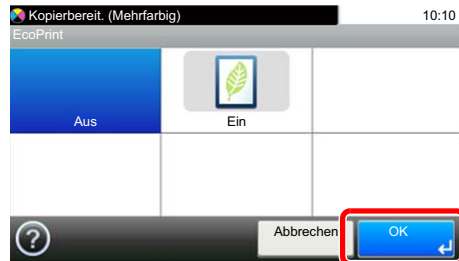 Kopierbereit. (Mehrfarbig) 10:10
EcoPrint
Aus Ein
? Abbrechen OK